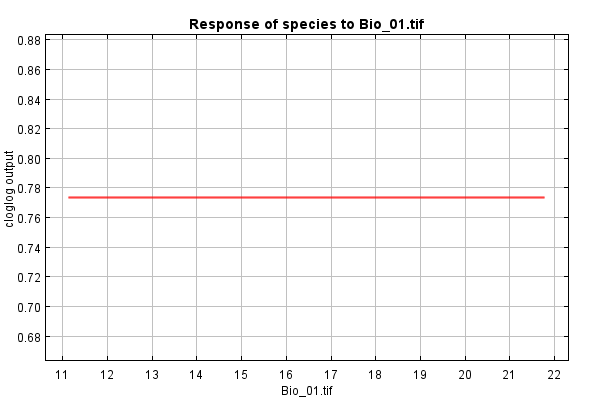 Response of species to Bio_01.tif
0.88
0.86
0.84
0.82
0.80
0.78
0.76
0.74
0.72
0.70
0.68
cloglog output
11 12 13 14 15 16 17 18 19 20 21 22
Bio_01.tif